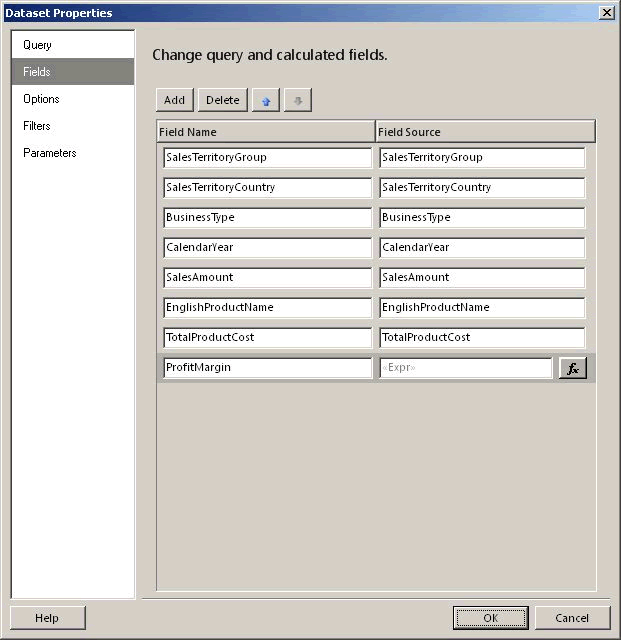 Dataset Properties
Query
Fields
Options
Filters
Parameters
Change query and calculated fields.
Add Delete
Field Name Field Source
SalesTerritoryGroup SalesTerritoryGroup
SalesTerritoryCountry SalesTerritoryCountry
BusinessType BusinessType
CalendarYear CalendarYear
SalesAmount SalesAmount
EnglishProductName EnglishProductName
TotalProductCost TotalProductCost
ProfitMargin «Expr» fx
Help OK Cancel